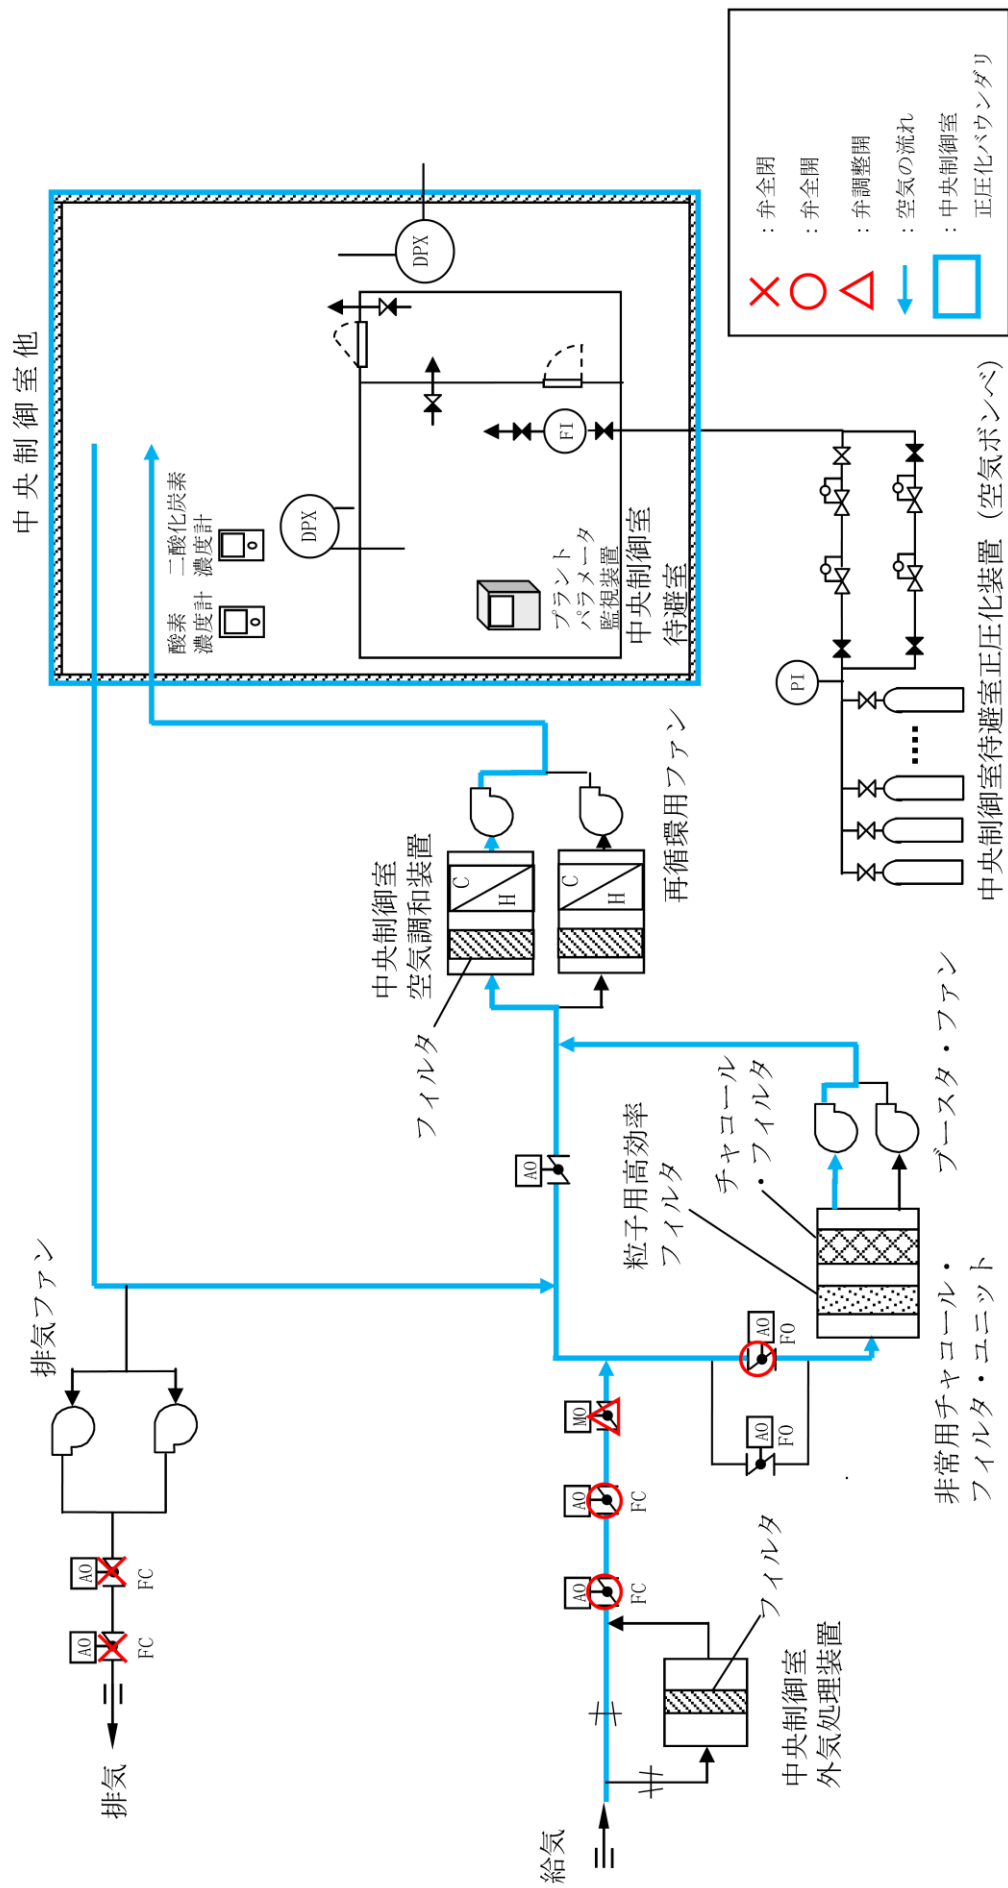 中央制御室他
酸素
濃度計
二酸化炭素
濃度計
DPX
DPX
プラント
パラメータ
監視装置
中央制御室
待避室
FI
PI
中央制御室待避室正圧化装置(空気ボンベ)
排気ファン
AO
FC
AO
FC
排気
中央制御室
空気調和装置
フィルタ
C
H
C
H
再循環用ファン
AO
給気
AO
FC
AO
FC
MO
フィルタ
中央制御室
外気処理装置
AO
FO
AO
FO
粒子用高効率
フィルタ
チャコール
・フィルタ
ブースタ・ファン
非常用チャコール・
フィルタ・ユニット
:弁全閉
:弁全開
:弁調整開
:空気の流れ
:中央制御室
正圧化バウンダリ